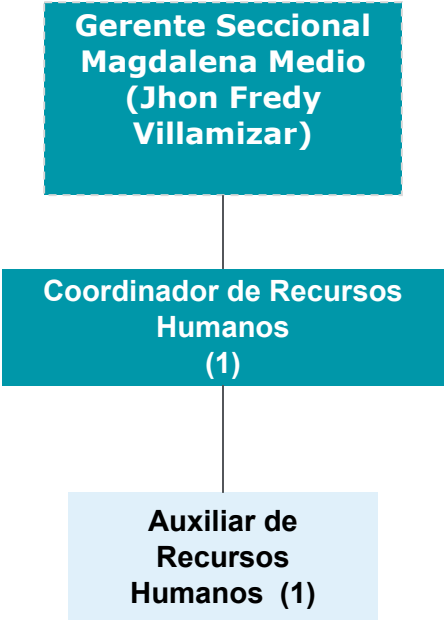 Gerente Seccional
Magdalena Medio
(Jhon Fredy
Villamizar)
Coordinador de Recursos
Humanos
(1)
Auxiliar de
Recursos
Humanos (1)